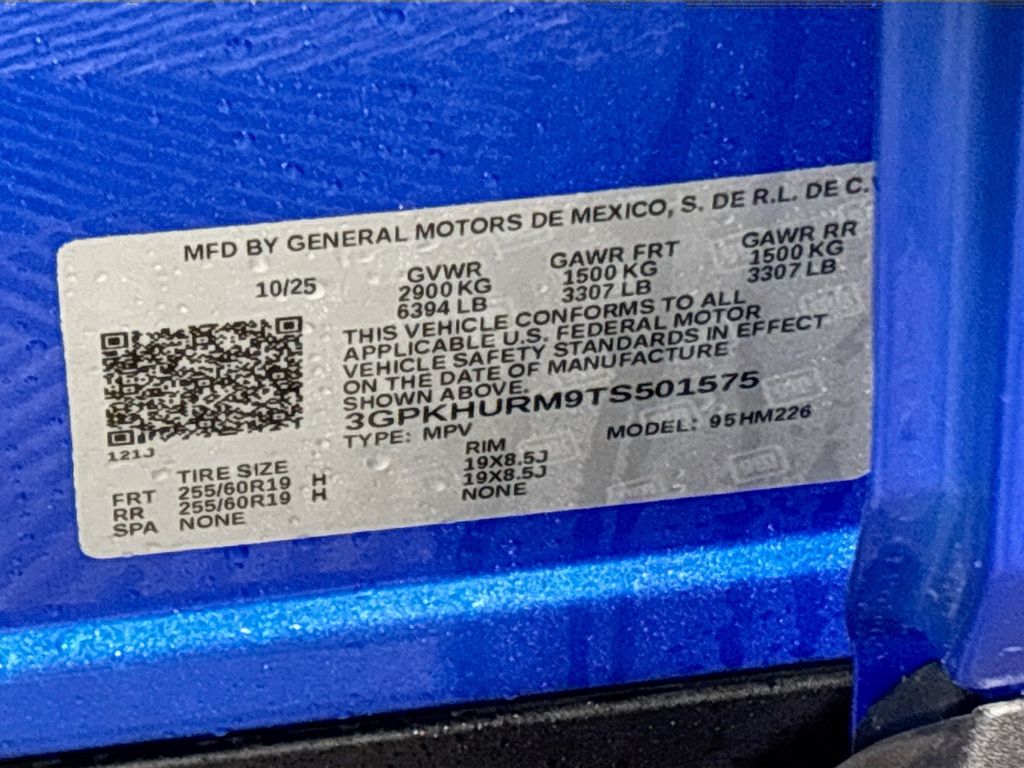 MFD BY GENERAL MOTORS DE MEXICO, S. DE R.L. DE C.
10/25
GVWR
2900 KG
6394 LB
GAWR FRT
1500 KG
3307 LB
GAWR RR
1500 KG
3307 LB
THIS VEHICLE CONFORMS TO ALL
APPLICABLE U.S. FEDERAL MOTOR
VEHICLE SAFETY STANDARDS IN EFFECT
ON THE DATE OF MANUFACTURE
SHOWN ABOVE.
3GPKHURM9TS501575
TYPE: MPV MODEL: 95HM226
121J
TIRE SIZE RIM
FRT 255/60R19 H 19X8.5J
RR 255/60R19 H 19X8.5J
SPA NONE NONE